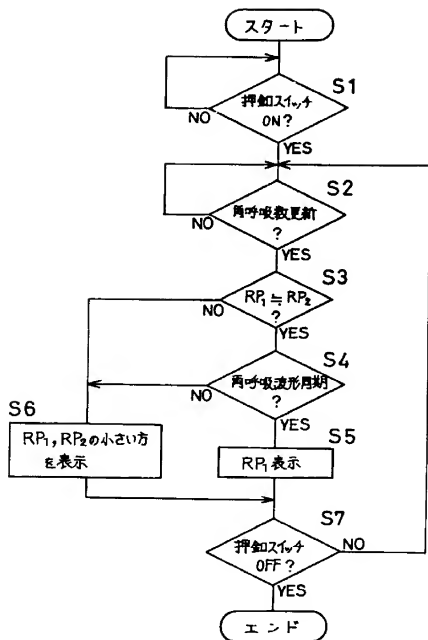 スタート
S1
押釦スイッチ
ON?
NO
YES
S2
両呼吸数更新
?
NO
YES
S3
RP₁≒RP₂
?
NO
YES
S4
両呼吸波形同期
?
NO
YES
S6
RP₁,RP₂の小さい方
を表示
S5
RP₁表示
S7
押釦スイッチ
OFF?
NO
YES
エンド